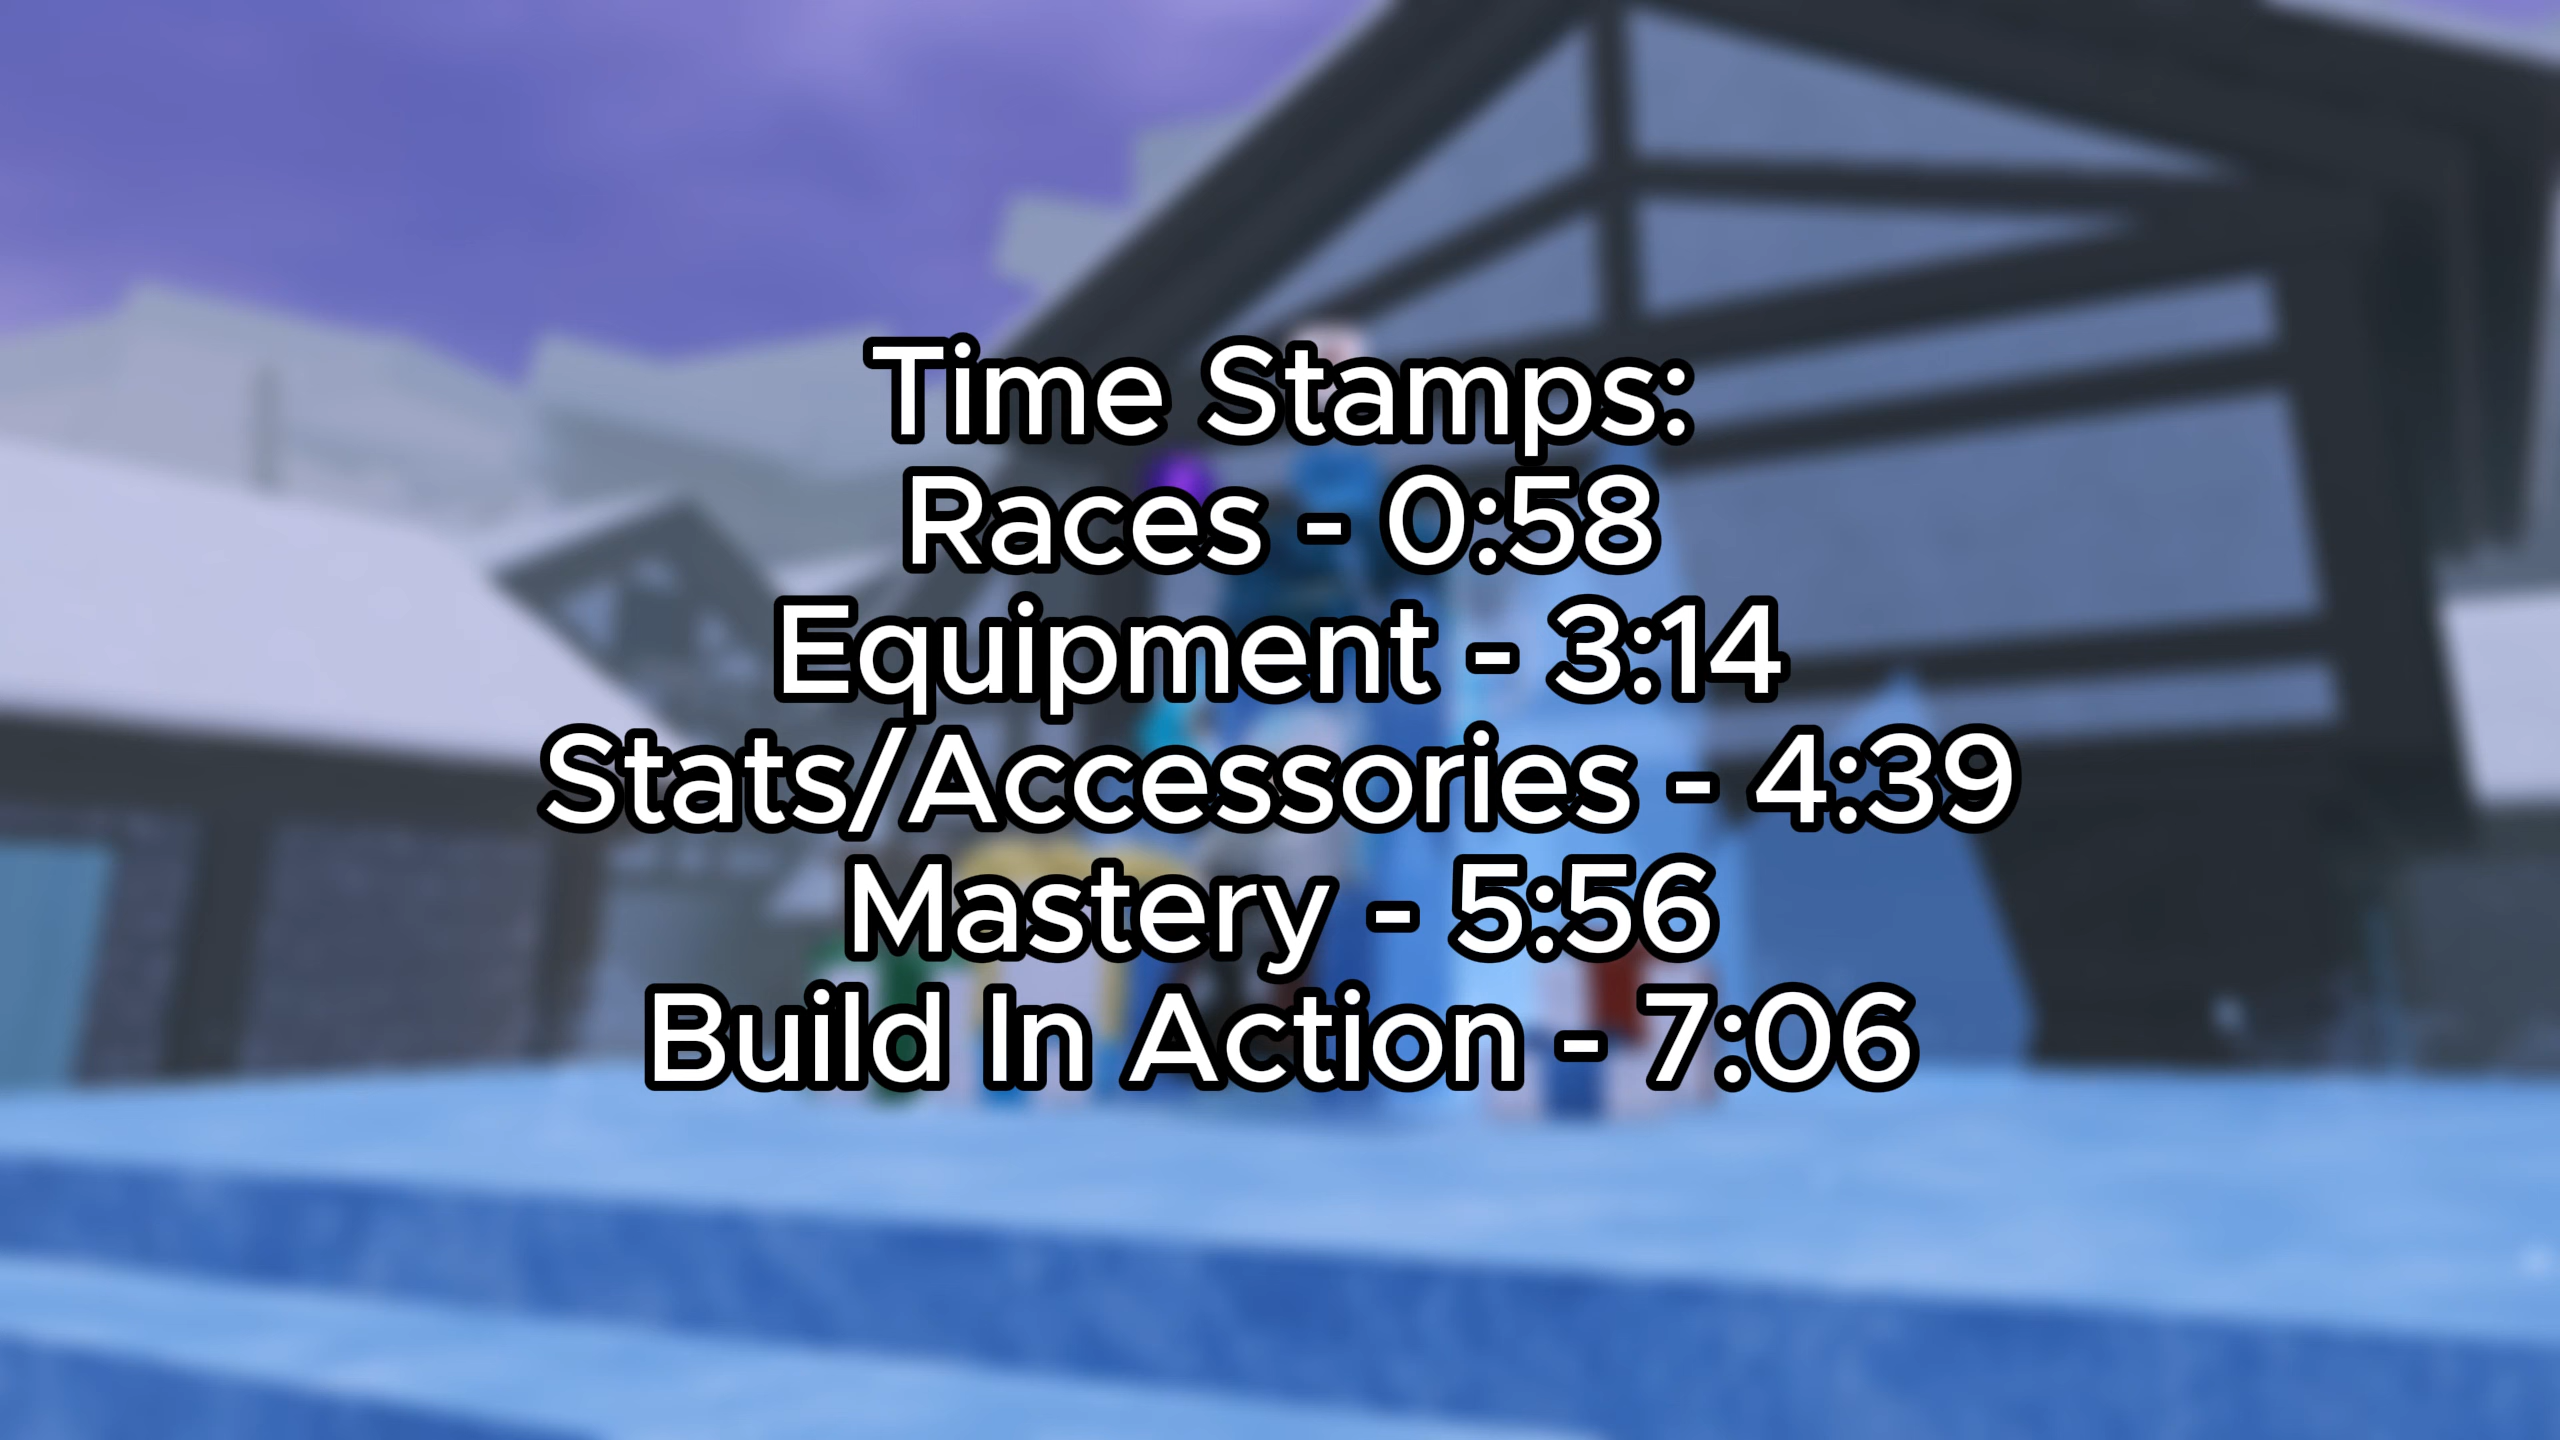 Time Stamps:
Races - 0:58
Equipment - 3:14
Stats/Accessories - 4:39
Mastery - 5:56
Build In Action - 7:06